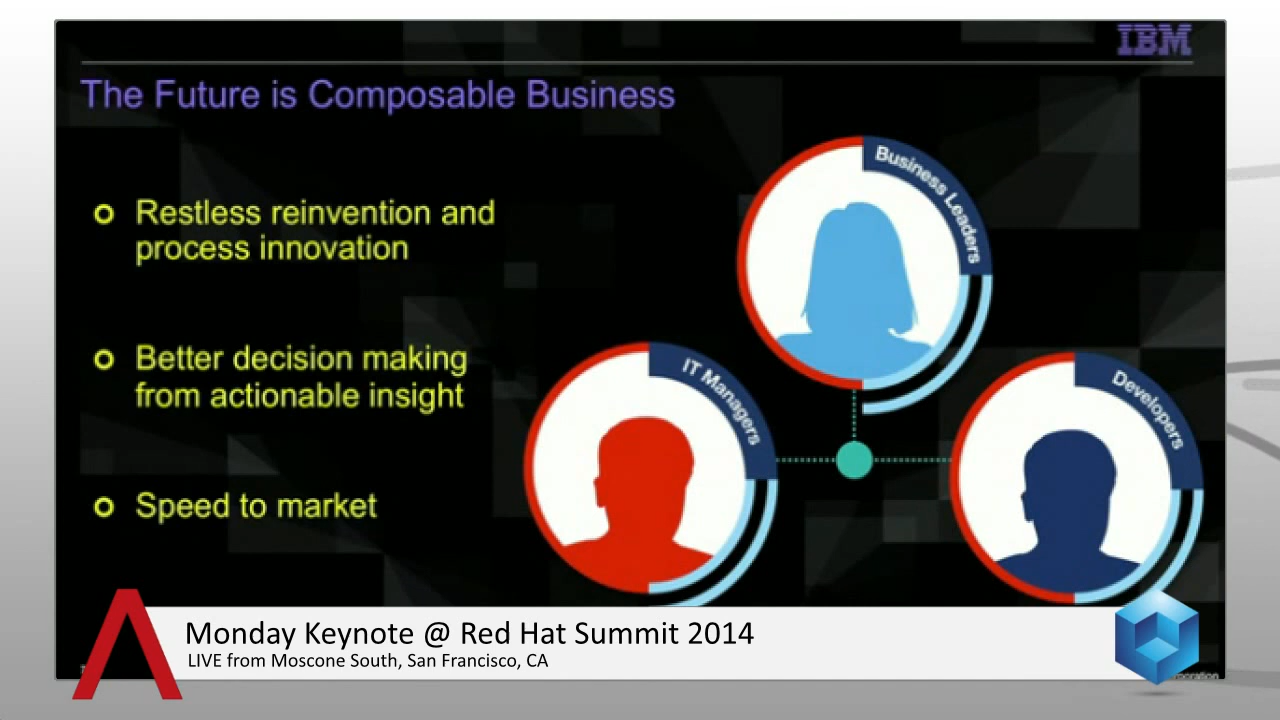 IBM
The Future is Composable Business
Restless reinvention and
process innovation
Better decision making
from actionable insight
Speed to market
Business Leaders
IT Managers
Developers
Monday Keynote @ Red Hat Summit 2014
LIVE from Moscone South, San Francisco, CA